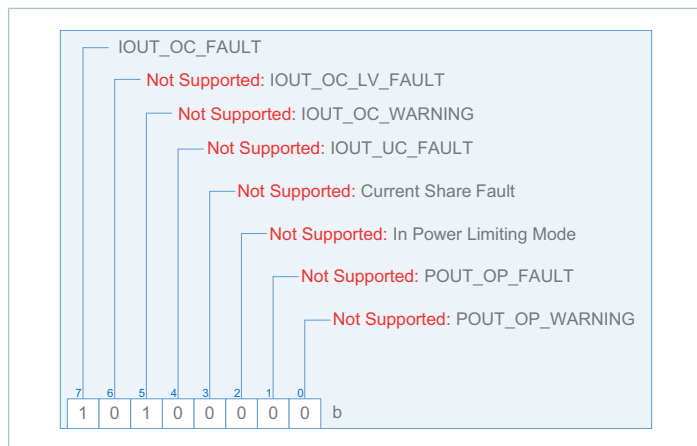 IOUT_OC_FAULT
Not Supported: IOUT_OC_LV_FAULT
Not Supported: IOUT_OC_WARNING
Not Supported: IOUT_UC_FAULT
Not Supported: Current Share Fault
Not Supported: In Power Limiting Mode
Not Supported: POUT_OP_FAULT
Not Supported: POUT_OP_WARNING
7 6 5 4 3 2 1 0
1 0 1 0 0 0 0 0 b